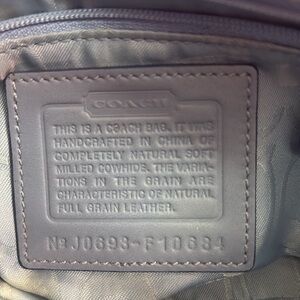 COACH
THIS IS A COACH BAG. IT WAS
HANDCRAFTED IN CHINA OF
COMPLETELY NATURAL SOFT
MILLED COWHIDE. THE VARIA-
TIONS IN THE GRAIN ARE
CHARACTERISTIC OF NATURAL
FULL GRAIN LEATHER.
Nº J0693-F10634